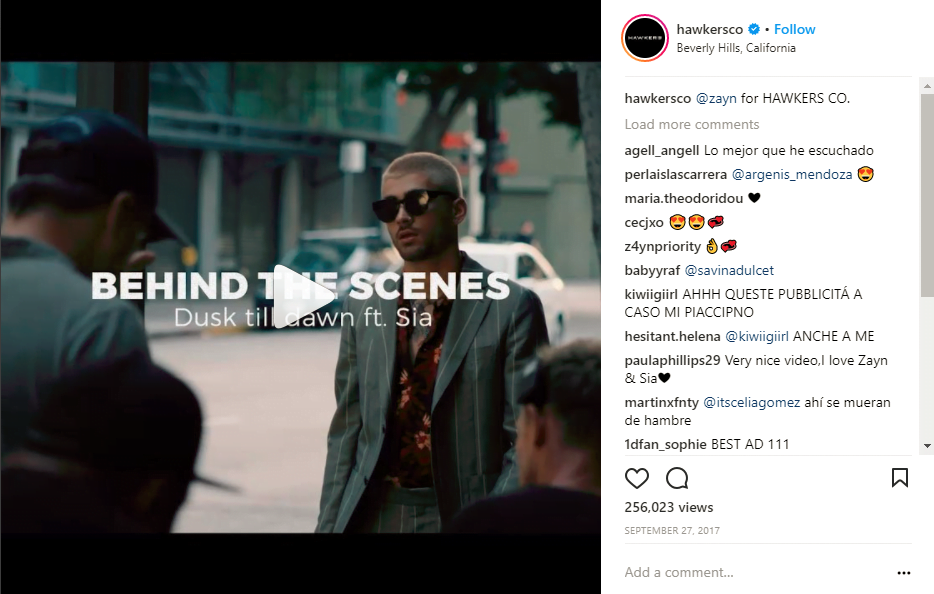 BEHIND THE SCENES
Dusk till dawn ft. Sia
HAWKERS
hawkersco • Follow
Beverly Hills, California
hawkersco @zayn for HAWKERS CO.
Load more comments
agell_angell Lo mejor que he escuchado
perlaislascarrera @argenis_mendoza 😍
maria.theodoridou 🖤
cecjxo 😍😍💋
z4ynpriority 👌💋
babyyraf @savinadulcet
kiwiigiirl AHHH QUESTE PUBBLICITÁ A
CASO MI PIACCIPNO
hesitant.helena @kiwiigiirl ANCHE A ME
paulaphillips29 Very nice video,I love Zayn
& Sia🖤
martinxfnty @itsceliagomez ahí se mueran
de hambre
1dfan_sophie BEST AD 111
256,023 views
SEPTEMBER 27, 2017
Add a comment...